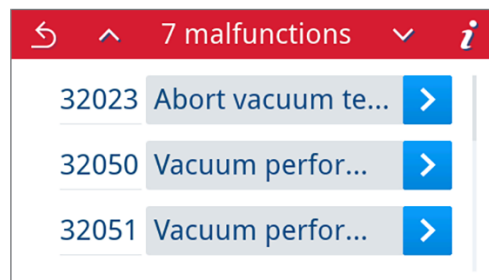 7 malfunctions i
32023 Abort vacuum te...
32050 Vacuum perfor...
32051 Vacuum perfor...